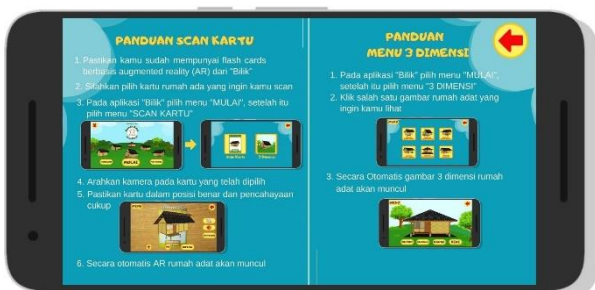 PANDUAN SCAN KARTU
1. Pastikan kamu sudah mempunyai flash cards
berbasis augmented reality (AR) dari "Bilik"
2. Silahkan pilih kartu rumah ada yang ingin kamu scan
3. Pada aplikasi "Bilik" pilih menu "MULAI", setelah itu
pilih menu "SCAN KARTU"
MULAI
4. Arahkan kamera pada kartu yang telah dipilih
5. Pastikan kartu dalam posisi benar dan pencahayaan
cukup
6. Secara otomatis AR rumah adat akan muncul
PANDUAN
MENU 3 DIMENSI
1. Pada aplikasi "Bilik" pilih menu "MULAI",
setelah itu pilih menu "3 DIMENSI"
2. Klik salah satu gambar rumah adat yang
ingin kamu lihat
3. Secara Otomatis gambar 3 dimensi rumah
adat akan muncul